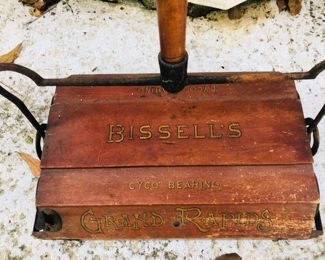 BISSELL'S
"CYCO" BEARING
GRAND RAPIDS